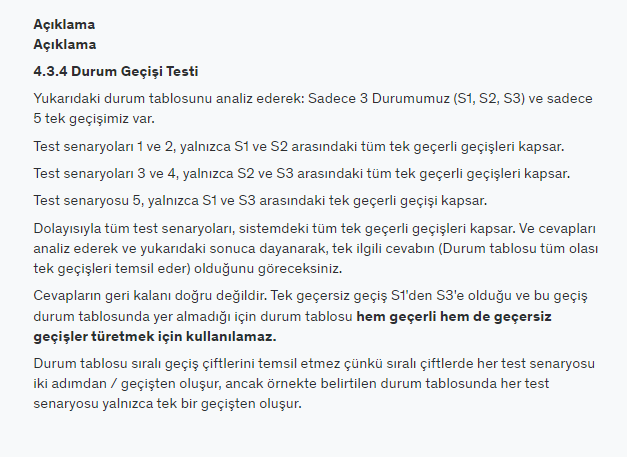 Açıklama
Açıklama
4.3.4 Durum Geçişi Testi
Yukarıdaki durum tablosunu analiz ederek: Sadece 3 Durumumuz (S1, S2, S3) ve sadece
5 tek geçişimiz var.
Test senaryoları 1 ve 2, yalnızca S1 ve S2 arasındaki tüm tek geçerli geçişleri kapsar.
Test senaryoları 3 ve 4, yalnızca S2 ve S3 arasındaki tüm tek geçerli geçişleri kapsar.
Test senaryosu 5, yalnızca S1 ve S3 arasındaki tek geçerli geçişi kapsar.
Dolayısıyla tüm test senaryoları, sistemdeki tüm tek geçerli geçişleri kapsar. Ve cevapları
analiz ederek ve yukarıdaki sonuca dayanarak, tek ilgili cevabın (Durum tablosu tüm olası
tek geçişleri temsil eder) olduğunu göreceksiniz.
Cevapların geri kalanı doğru değildir. Tek geçersiz geçiş S1'den S3'e olduğu ve bu geçiş
durum tablosunda yer almadığı için durum tablosu hem geçerli hem de geçersiz
geçişler türetmek için kullanılamaz.
Durum tablosu sıralı geçiş çiftlerini temsil etmez çünkü sıralı çiftlerde her test senaryosu
iki adımdan / geçişten oluşur, ancak örnekte belirtilen durum tablosunda her test
senaryosu yalnızca tek bir geçişten oluşur.